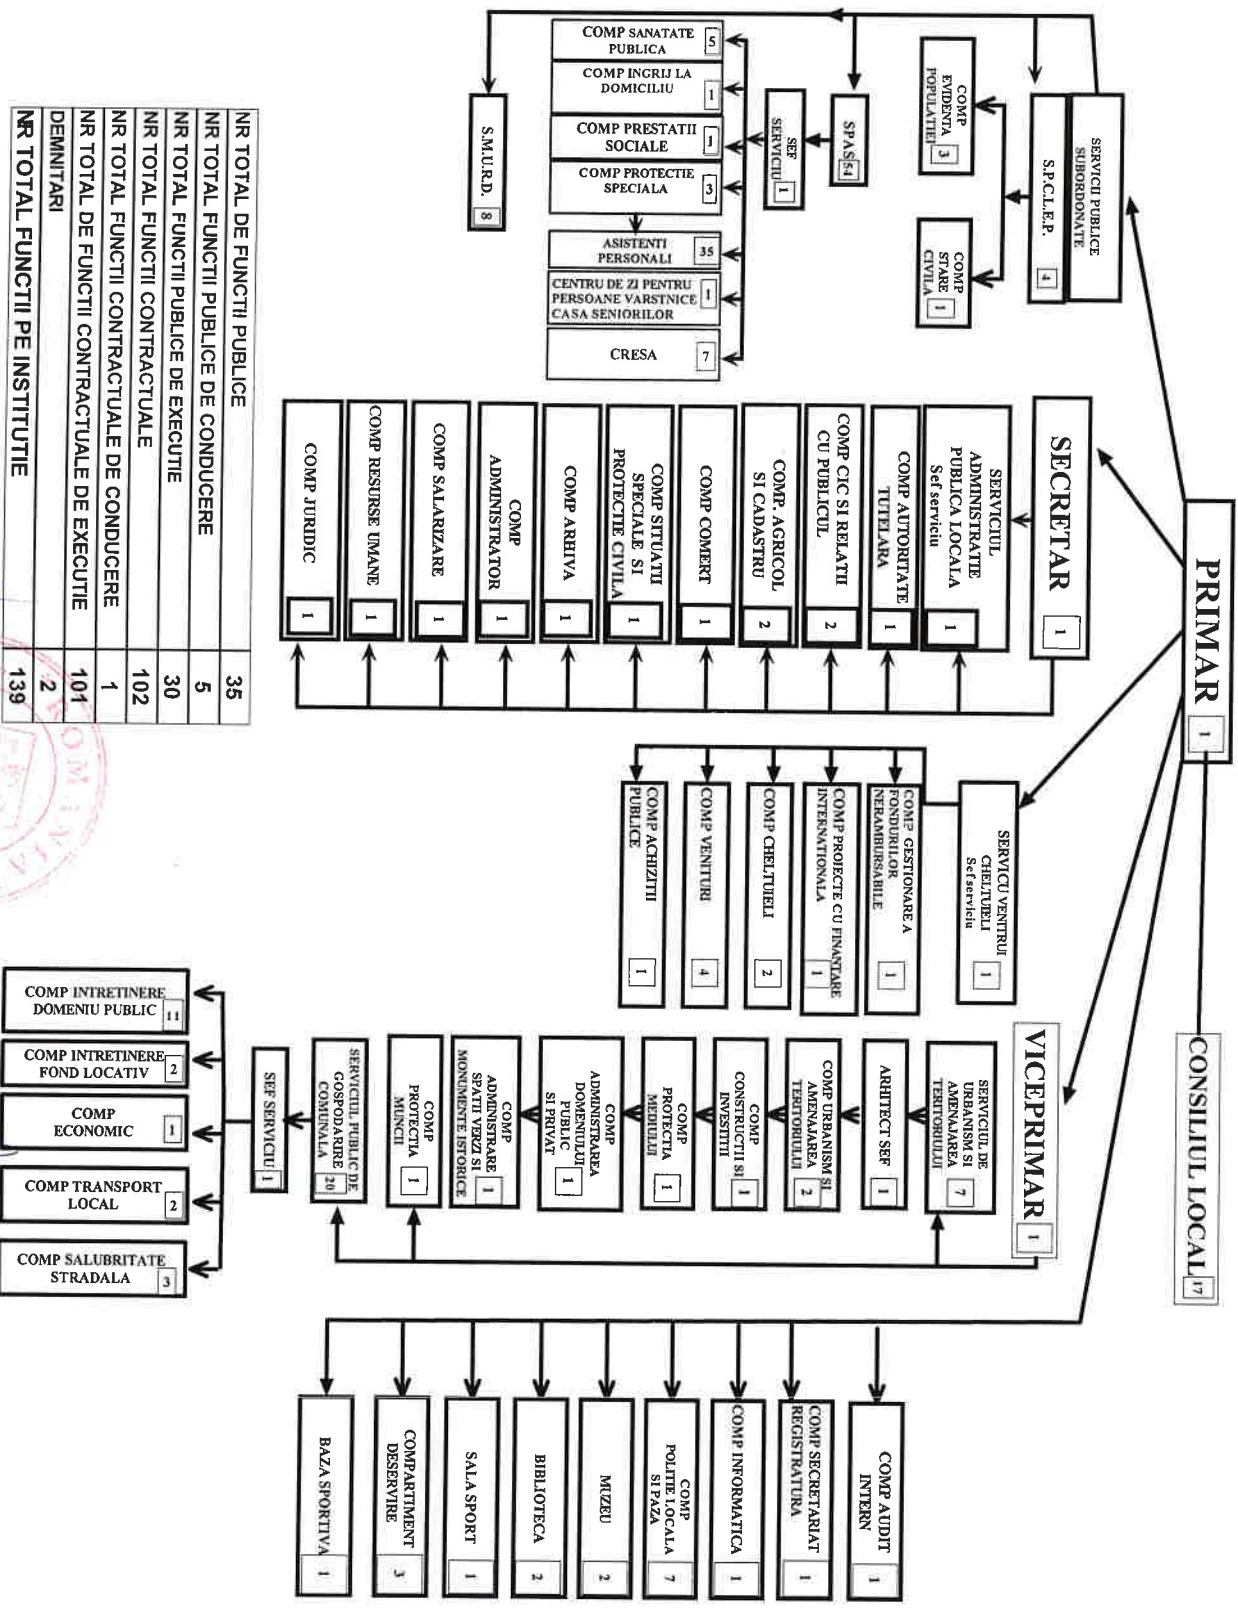 PRIMAR 1
CONSILIUL LOCAL 17
SERVICII PUBLICE
SUBORDONATE
S.P.C.L.E.P. 4
COMP
EVIDENTA
POPULATIEI 3
COMP
STARE
CIVILA 1
SPAS 54
SEF
SERVICIU 1
COMP SANATATE
PUBLICA 5
COMP INGRIJ LA
DOMICILIU 1
COMP PRESTATII
SOCIALE 1
COMP PROTECTIE
SPECIALA 3
ASISTENTI
PERSONALI 35
CENTRU DE ZI PENTRU
PERSOANE VARSTNICE
CASA SENIORILOR 1
CRESA 7
S.M.U.R.D. 8
SECRETAR 1
SERVICIUL
ADMINISTRATIE
PUBLICA LOCALA
Sef serviciu 1
COMP AUTORITATE
TUTELARA 1
COMP CIC SI RELATII
CU PUBLICUL 2
COMP. AGRICOL
SI CADASTRU 2
COMP COMERT 1
COMP SITUATII
SPECIALE SI
PROTECTIE CIVILA 1
COMP ARHIVA 1
COMP
ADMINISTRATOR 1
COMP SALARIZARE 1
COMP RESURSE UMANE 1
COMP JURIDIC 1
SERVICU VENITRUI
CHELTUIELI
Sef serviciu 1
COMP GESTIONARE A
FONDURILOR
NERAMBURSABILE 1
COMP PROIECTE CU FINANTARE
INTERNATIONALA 1
COMP CHELTUIELI 2
COMP VENITURI 4
COMP ACHIZITII
PUBLICE 1
VICEPRIMAR 1
SERVICIUL DE
URBANISM SI
AMENAJAREA
TERITORIULUI 7
ARHITECT SEF 1
COMP URBANISM SI
AMENAJAREA
TERITORIULUI 2
COMP
CONSTRUCTII SI
INVESTITII 1
COMP
PROTECTIA
MEDIULUI 1
COMP
ADMINISTRAREA
DOMENIULUI
PUBLIC
SI PRIVAT 1
COMP
ADMINISTRARE
SPATII VERZI SI
MONUMENTE ISTORICE 1
COMP
PROTECTIA
MUNCII 1
SERVICIUL PUBLIC DE
GOSPODARIRE
COMUNALA 20
SEF SERVICIU 1
COMP INTRETINERE
DOMENIU PUBLIC 11
COMP INTRETINERE
FOND LOCATIV 2
COMP
ECONOMIC 1
COMP TRANSPORT
LOCAL 2
COMP SALUBRITATE
STRADALA 3
COMP AUDIT
INTERN 1
COMP SECRETARIAT
REGISTRATURA 1
COMP INFORMATICA 1
COMP
POLITIE LOCALA
SI PAZA 7
MUZEU 2
BIBLIOTECA 2
SALA SPORT 1
COMPARTIMENT
DESERVIRE 3
BAZA SPORTIVA 1
NR TOTAL DE FUNCTII PUBLICE 35
NR TOTAL FUNCTII PUBLICE DE CONDUCERE 5
NR TOTAL FUNCTII PUBLICE DE EXECUTIE 30
NR TOTAL FUNCTII CONTRACTUALE 102
NR TOTAL FUNCTII CONTRACTUALE DE CONDUCERE 1
NR TOTAL DE FUNCTII CONTRACTUALE DE EXECUTIE 101
DEMNITARI 2
NR TOTAL FUNCTII PE INSTITUTIE 139
ROMANIA